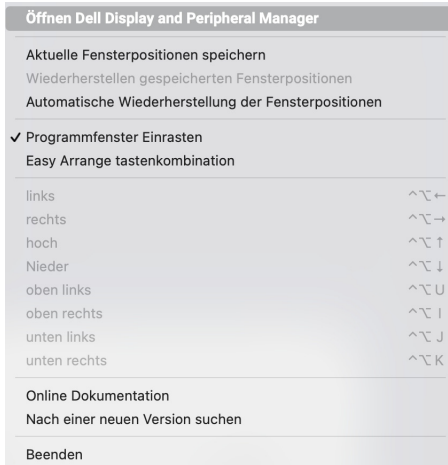 Öffnen Dell Display and Peripheral Manager
Aktuelle Fensterpositionen speichern
Wiederherstellen gespeicherten Fensterpositionen
Automatische Wiederherstellung der Fensterpositionen
✓ Programmfenster Einrasten
Easy Arrange tastenkombination
links ^⌥←
rechts ^⌥→
hoch ^⌥↑
Nieder ^⌥↓
oben links ^⌥U
oben rechts ^⌥I
unten links ^⌥J
unten rechts ^⌥K
Online Dokumentation
Nach einer neuen Version suchen
Beenden